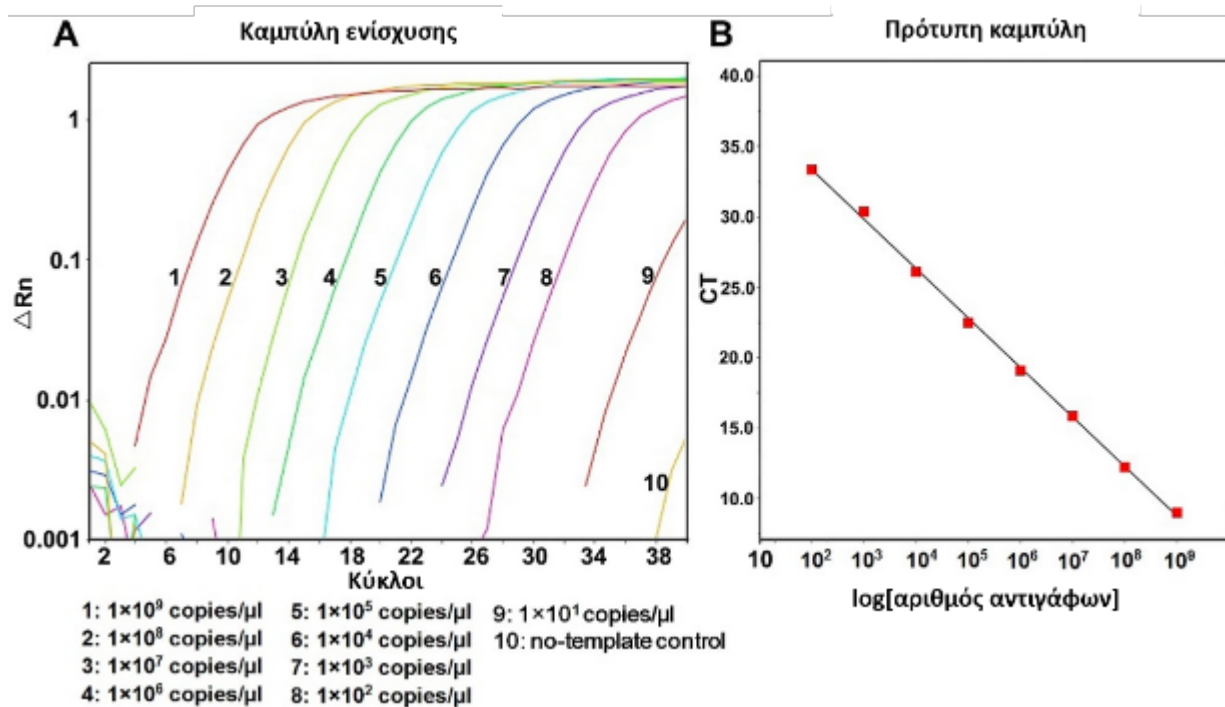 A
Καμπύλη ενίσχυσης
△Rn
1
0.1
0.01
0.001
1
2
3
4
5
6
7
8
9
10
2 6 10 14 18 22 26 30 34 38
Κύκλοι
1: 1×10⁹ copies/µl
2: 1×10⁸ copies/µl
3: 1×10⁷ copies/µl
4: 1×10⁶ copies/µl
5: 1×10⁵ copies/µl
6: 1×10⁴ copies/µl
7: 1×10³ copies/µl
8: 1×10² copies/µl
9: 1×10¹ copies/µl
10: no-template control
B
Πρότυπη καμπύλη
CT
40.0
35.0
30.0
25.0
20.0
15.0
10.0
10 10² 10³ 10⁴ 10⁵ 10⁶ 10⁷ 10⁸ 10⁹
log[αριθμός αντιγάφων]